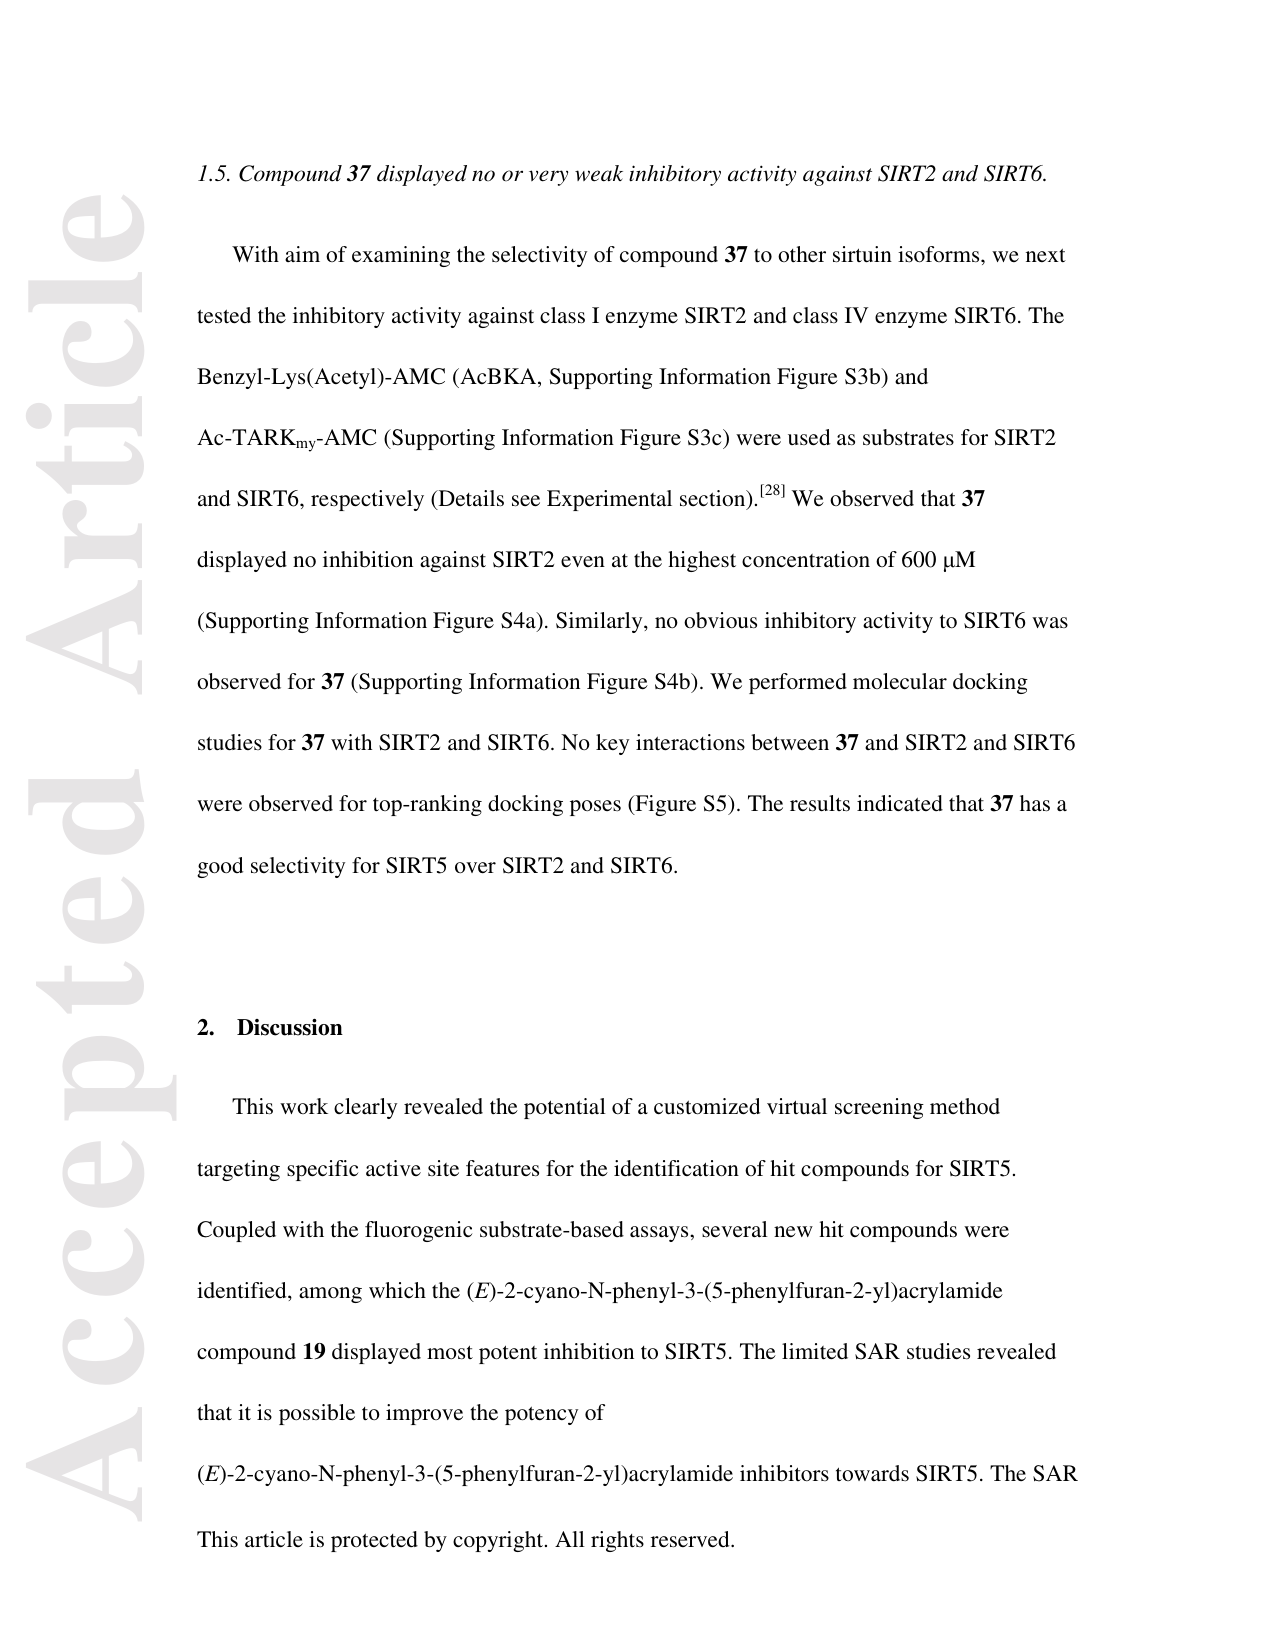 1.5. Compound 37 displayed no or very weak inhibitory activity against SIRT2 and SIRT6.
With aim of examining the selectivity of compound 37 to other sirtuin isoforms, we next
tested the inhibitory activity against class I enzyme SIRT2 and class IV enzyme SIRT6. The
Benzyl-Lys(Acetyl)-AMC (AcBKA, Supporting Information Figure S3b) and
Ac-TARKmy-AMC (Supporting Information Figure S3c) were used as substrates for SIRT2
and SIRT6, respectively (Details see Experimental section).[28] We observed that 37
displayed no inhibition against SIRT2 even at the highest concentration of 600 μM
(Supporting Information Figure S4a). Similarly, no obvious inhibitory activity to SIRT6 was
observed for 37 (Supporting Information Figure S4b). We performed molecular docking
studies for 37 with SIRT2 and SIRT6. No key interactions between 37 and SIRT2 and SIRT6
were observed for top-ranking docking poses (Figure S5). The results indicated that 37 has a
good selectivity for SIRT5 over SIRT2 and SIRT6.
2. Discussion
This work clearly revealed the potential of a customized virtual screening method
targeting specific active site features for the identification of hit compounds for SIRT5.
Coupled with the fluorogenic substrate-based assays, several new hit compounds were
identified, among which the (E)-2-cyano-N-phenyl-3-(5-phenylfuran-2-yl)acrylamide
compound 19 displayed most potent inhibition to SIRT5. The limited SAR studies revealed
that it is possible to improve the potency of
(E)-2-cyano-N-phenyl-3-(5-phenylfuran-2-yl)acrylamide inhibitors towards SIRT5. The SAR
This article is protected by copyright. All rights reserved.
Accepted Article